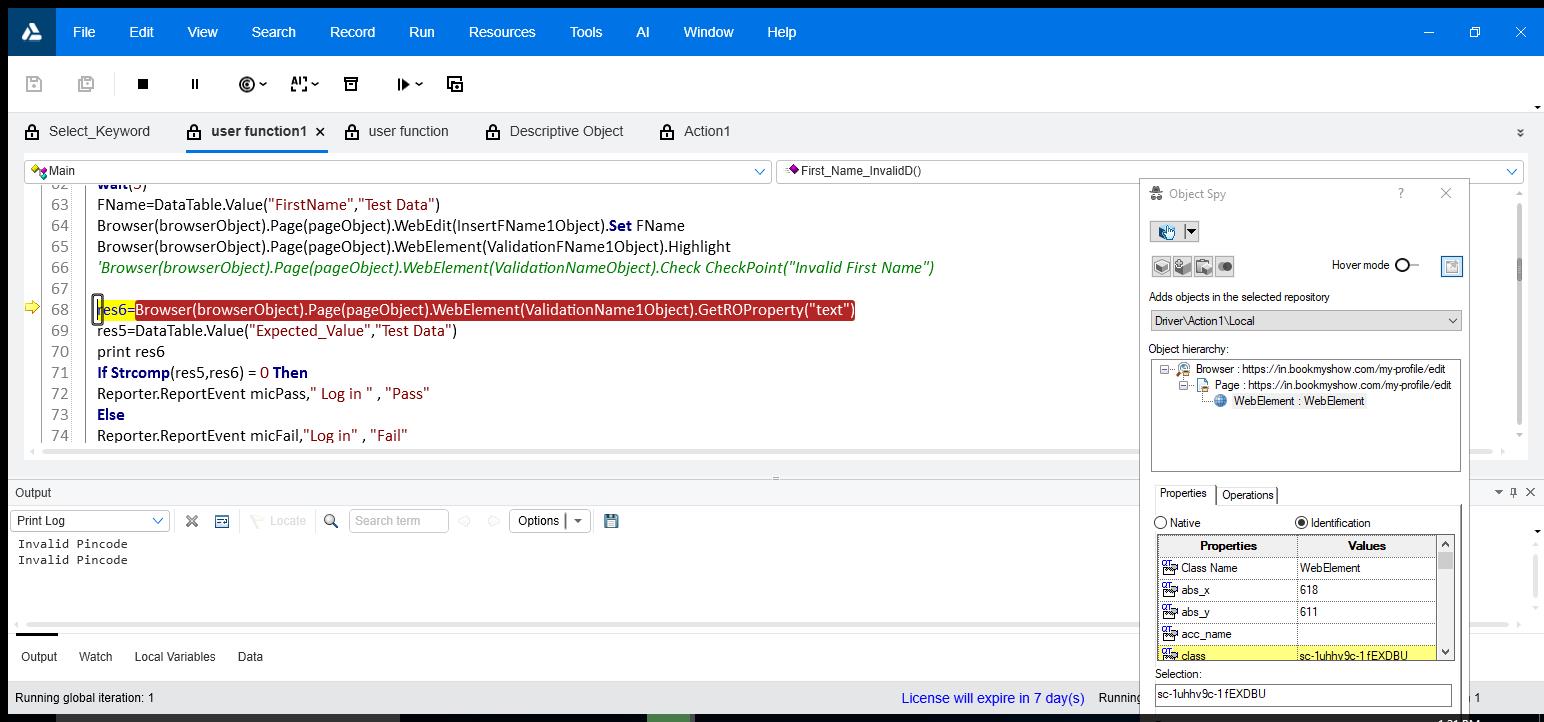 File Edit View Search Record Run Resources Tools AI Window Help
Select_Keyword user function1 user function Descriptive Object Action1
Main First_Name_InvalidD()
62 wait(5)
63 FName=DataTable.Value("FirstName","Test Data")
64 Browser(browserObject).Page(pageObject).WebEdit(InsertFName1Object).Set FName
65 Browser(browserObject).Page(pageObject).WebElement(ValidationFName1Object).Highlight
66 'Browser(browserObject).Page(pageObject).WebElement(ValidationNameObject).Check CheckPoint("Invalid First Name")
67
68 res6=Browser(browserObject).Page(pageObject).WebElement(ValidationName1Object).GetROProperty("text")
69 res5=DataTable.Value("Expected_Value","Test Data")
70 print res6
71 If Strcomp(res5,res6) = 0 Then
72 Reporter.ReportEvent micPass," Log in " , "Pass"
73 Else
74 Reporter.ReportEvent micFail,"Log in" , "Fail"
Object Spy ?
Hover mode
Adds objects in the selected repository
Driver\Action1\Local
Object hierarchy:
Browser : https://in.bookmyshow.com/my-profile/edit
Page : https://in.bookmyshow.com/my-profile/edit
WebElement : WebElement
Properties Operations
Native Identification
Properties Values
Class Name WebElement
abs_x 618
abs_y 611
acc_name
class sc-1uhhv9c-1 fEXDBU
Selection:
sc-1uhhv9c-1 fEXDBU
Output
Print Log Locate Search term Options
Invalid Pincode
Invalid Pincode
Output Watch Local Variables Data
Running global iteration: 1 License will expire in 7 day(s) Running 1